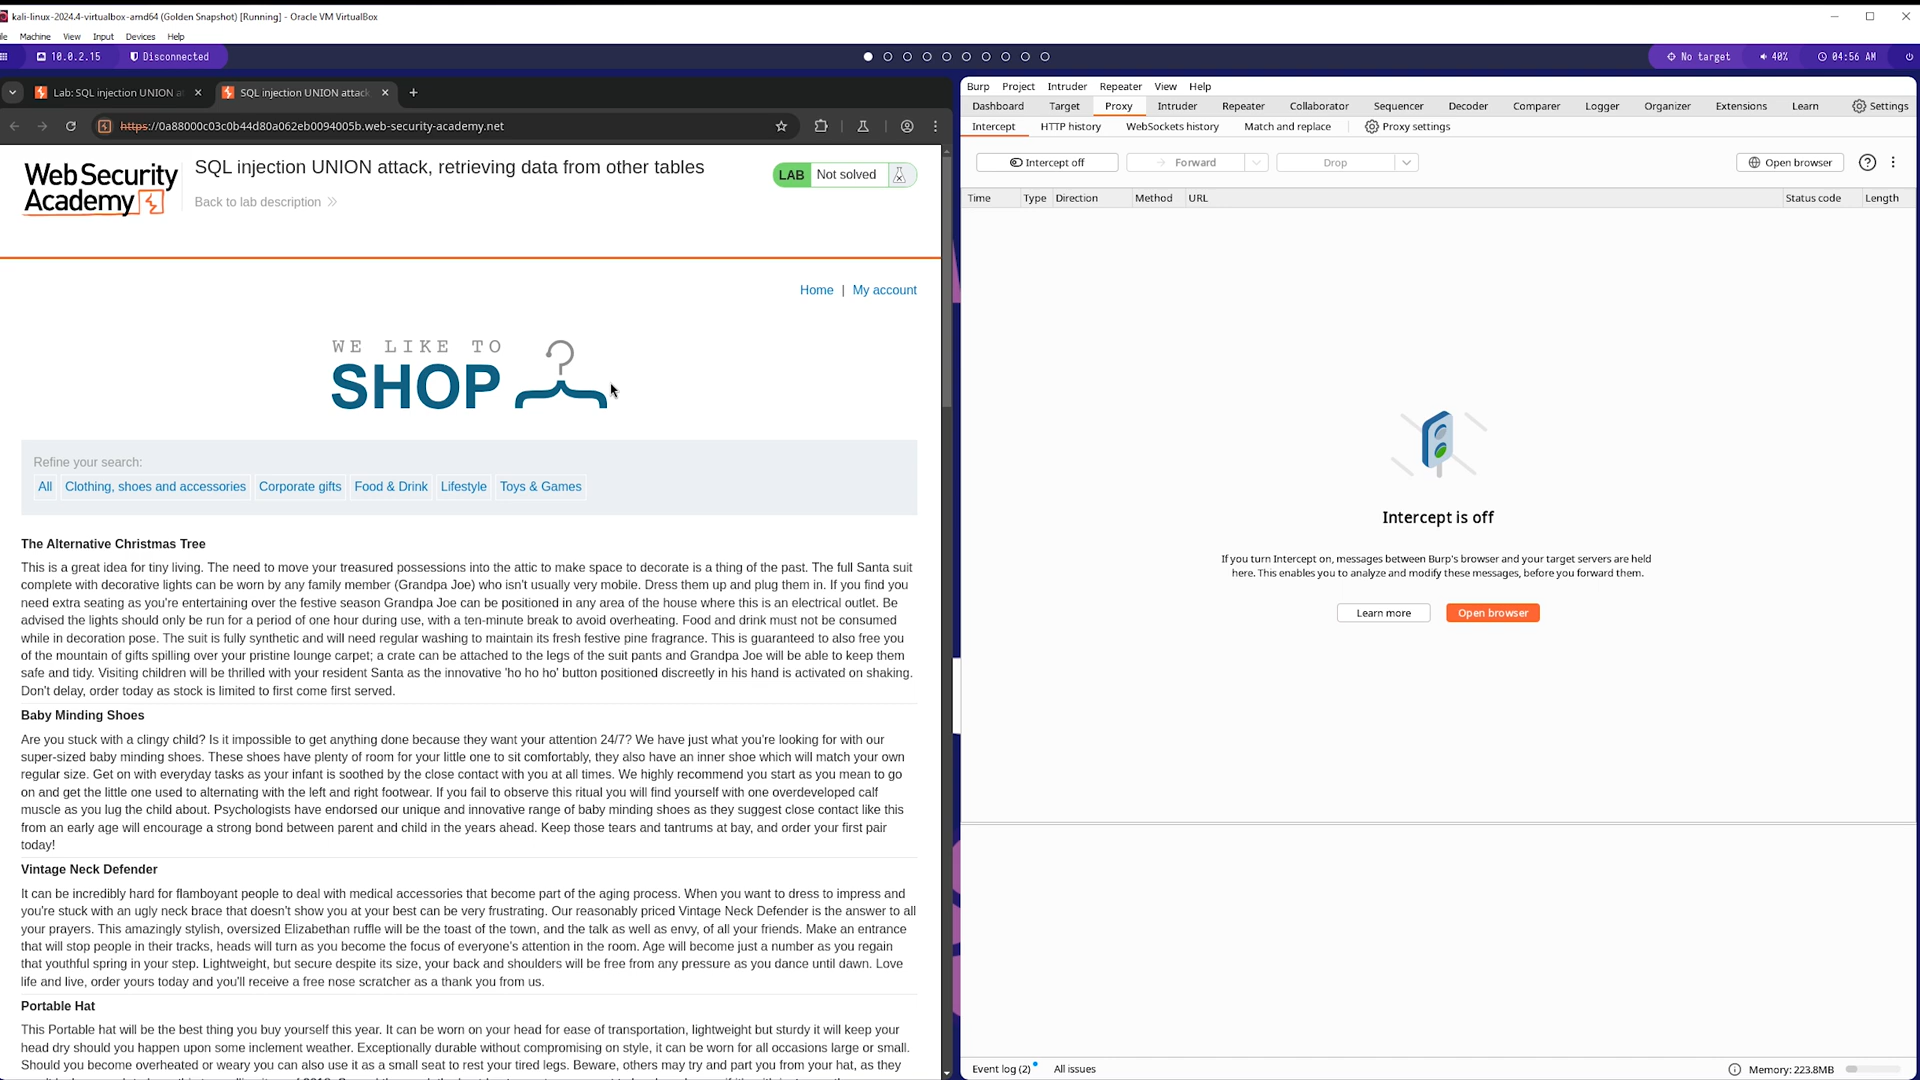 kali-linux-2024.4-virtualbox-amd64 (Golden Snapshot) [Running] - Oracle VM VirtualBox
Machine View Input Devices Help
10.0.2.15 Disconnected No target 40% 04:56 AM
Lab: SQL injection UNION at SQL injection UNION attack
https://0a88000c03c0b44d80a062eb0094005b.web-security-academy.net
Web Security
Academy
SQL injection UNION attack, retrieving data from other tables
Back to lab description
LAB Not solved
Home | My account
WE LIKE TO
SHOP
Refine your search:
All Clothing, shoes and accessories Corporate gifts Food & Drink Lifestyle Toys & Games
The Alternative Christmas Tree
This is a great idea for tiny living. The need to move your treasured possessions into the attic to make space to decorate is a thing of the past. The full Santa suit
complete with decorative lights can be worn by any family member (Grandpa Joe) who isn't usually very mobile. Dress them up and plug them in. If you find you
need extra seating as you're entertaining over the festive season Grandpa Joe can be positioned in any area of the house where this is an electrical outlet. Be
advised the lights should only be run for a period of one hour during use, with a ten-minute break to avoid overheating. Food and drink must not be consumed
while in decoration pose. The suit is fully synthetic and will need regular washing to maintain its fresh festive pine fragrance. This is guaranteed to also free you
of the mountain of gifts spilling over your pristine lounge carpet; a crate can be attached to the legs of the suit pants and Grandpa Joe will be able to keep them
safe and tidy. Visiting children will be thrilled with your resident Santa as the innovative 'ho ho ho' button positioned discreetly in his hand is activated on shaking.
Don't delay, order today as stock is limited to first come first served.
Baby Minding Shoes
Are you stuck with a clingy child? Is it impossible to get anything done because they want your attention 24/7? We have just what you're looking for with our
super-sized baby minding shoes. These shoes have plenty of room for your little one to sit comfortably, they also have an inner shoe which will match your own
regular size. Get on with everyday tasks as your infant is soothed by the close contact with you at all times. We highly recommend you start as you mean to go
on and get the little one used to alternating with the left and right footwear. If you fail to observe this ritual you will find yourself with one overdeveloped calf
muscle as you lug the child about. Psychologists have endorsed our unique and innovative range of baby minding shoes as they suggest close contact like this
from an early age will encourage a strong bond between parent and child in the years ahead. Keep those tears and tantrums at bay, and order your first pair
today!
Vintage Neck Defender
It can be incredibly hard for flamboyant people to deal with medical accessories that become part of the aging process. When you want to dress to impress and
you're stuck with an ugly neck brace that doesn't show you at your best can be very frustrating. Our reasonably priced Vintage Neck Defender is the answer to all
your prayers. This amazingly stylish, oversized Elizabethan ruffle will be the toast of the town, and the talk as well as envy, of all your friends. Make an entrance
that will stop people in their tracks, heads will turn as you become the focus of everyone's attention in the room. Age will become just a number as you regain
that youthful spring in your step. Lightweight, but secure despite its size, your back and shoulders will be free from any pressure as you dance until dawn. Love
life and live, order yours today and you'll receive a free nose scratcher as a thank you from us.
Portable Hat
This Portable hat will be the best thing you buy yourself this year. It can be worn on your head for ease of transportation, lightweight but sturdy it will keep your
head dry should you happen upon some inclement weather. Exceptionally durable without compromising on style, it can be worn for all occasions large or small.
Should you become overheated or weary you can also use it as a small seat to rest your tired legs. Beware, others may try and part you from your hat, as they
Burp Project Intruder Repeater View Help
Dashboard Target Proxy Intruder Repeater Collaborator Sequencer Decoder Comparer Logger Organizer Extensions Learn Settings
Intercept HTTP history WebSockets history Match and replace Proxy settings
Intercept off Forward Drop Open browser
Time Type Direction Method URL Status code Length
Intercept is off
If you turn Intercept on, messages between Burp's browser and your target servers are held
here. This enables you to analyze and modify these messages, before you forward them.
Learn more Open browser
Event log (2) All issues Memory: 223.8MB